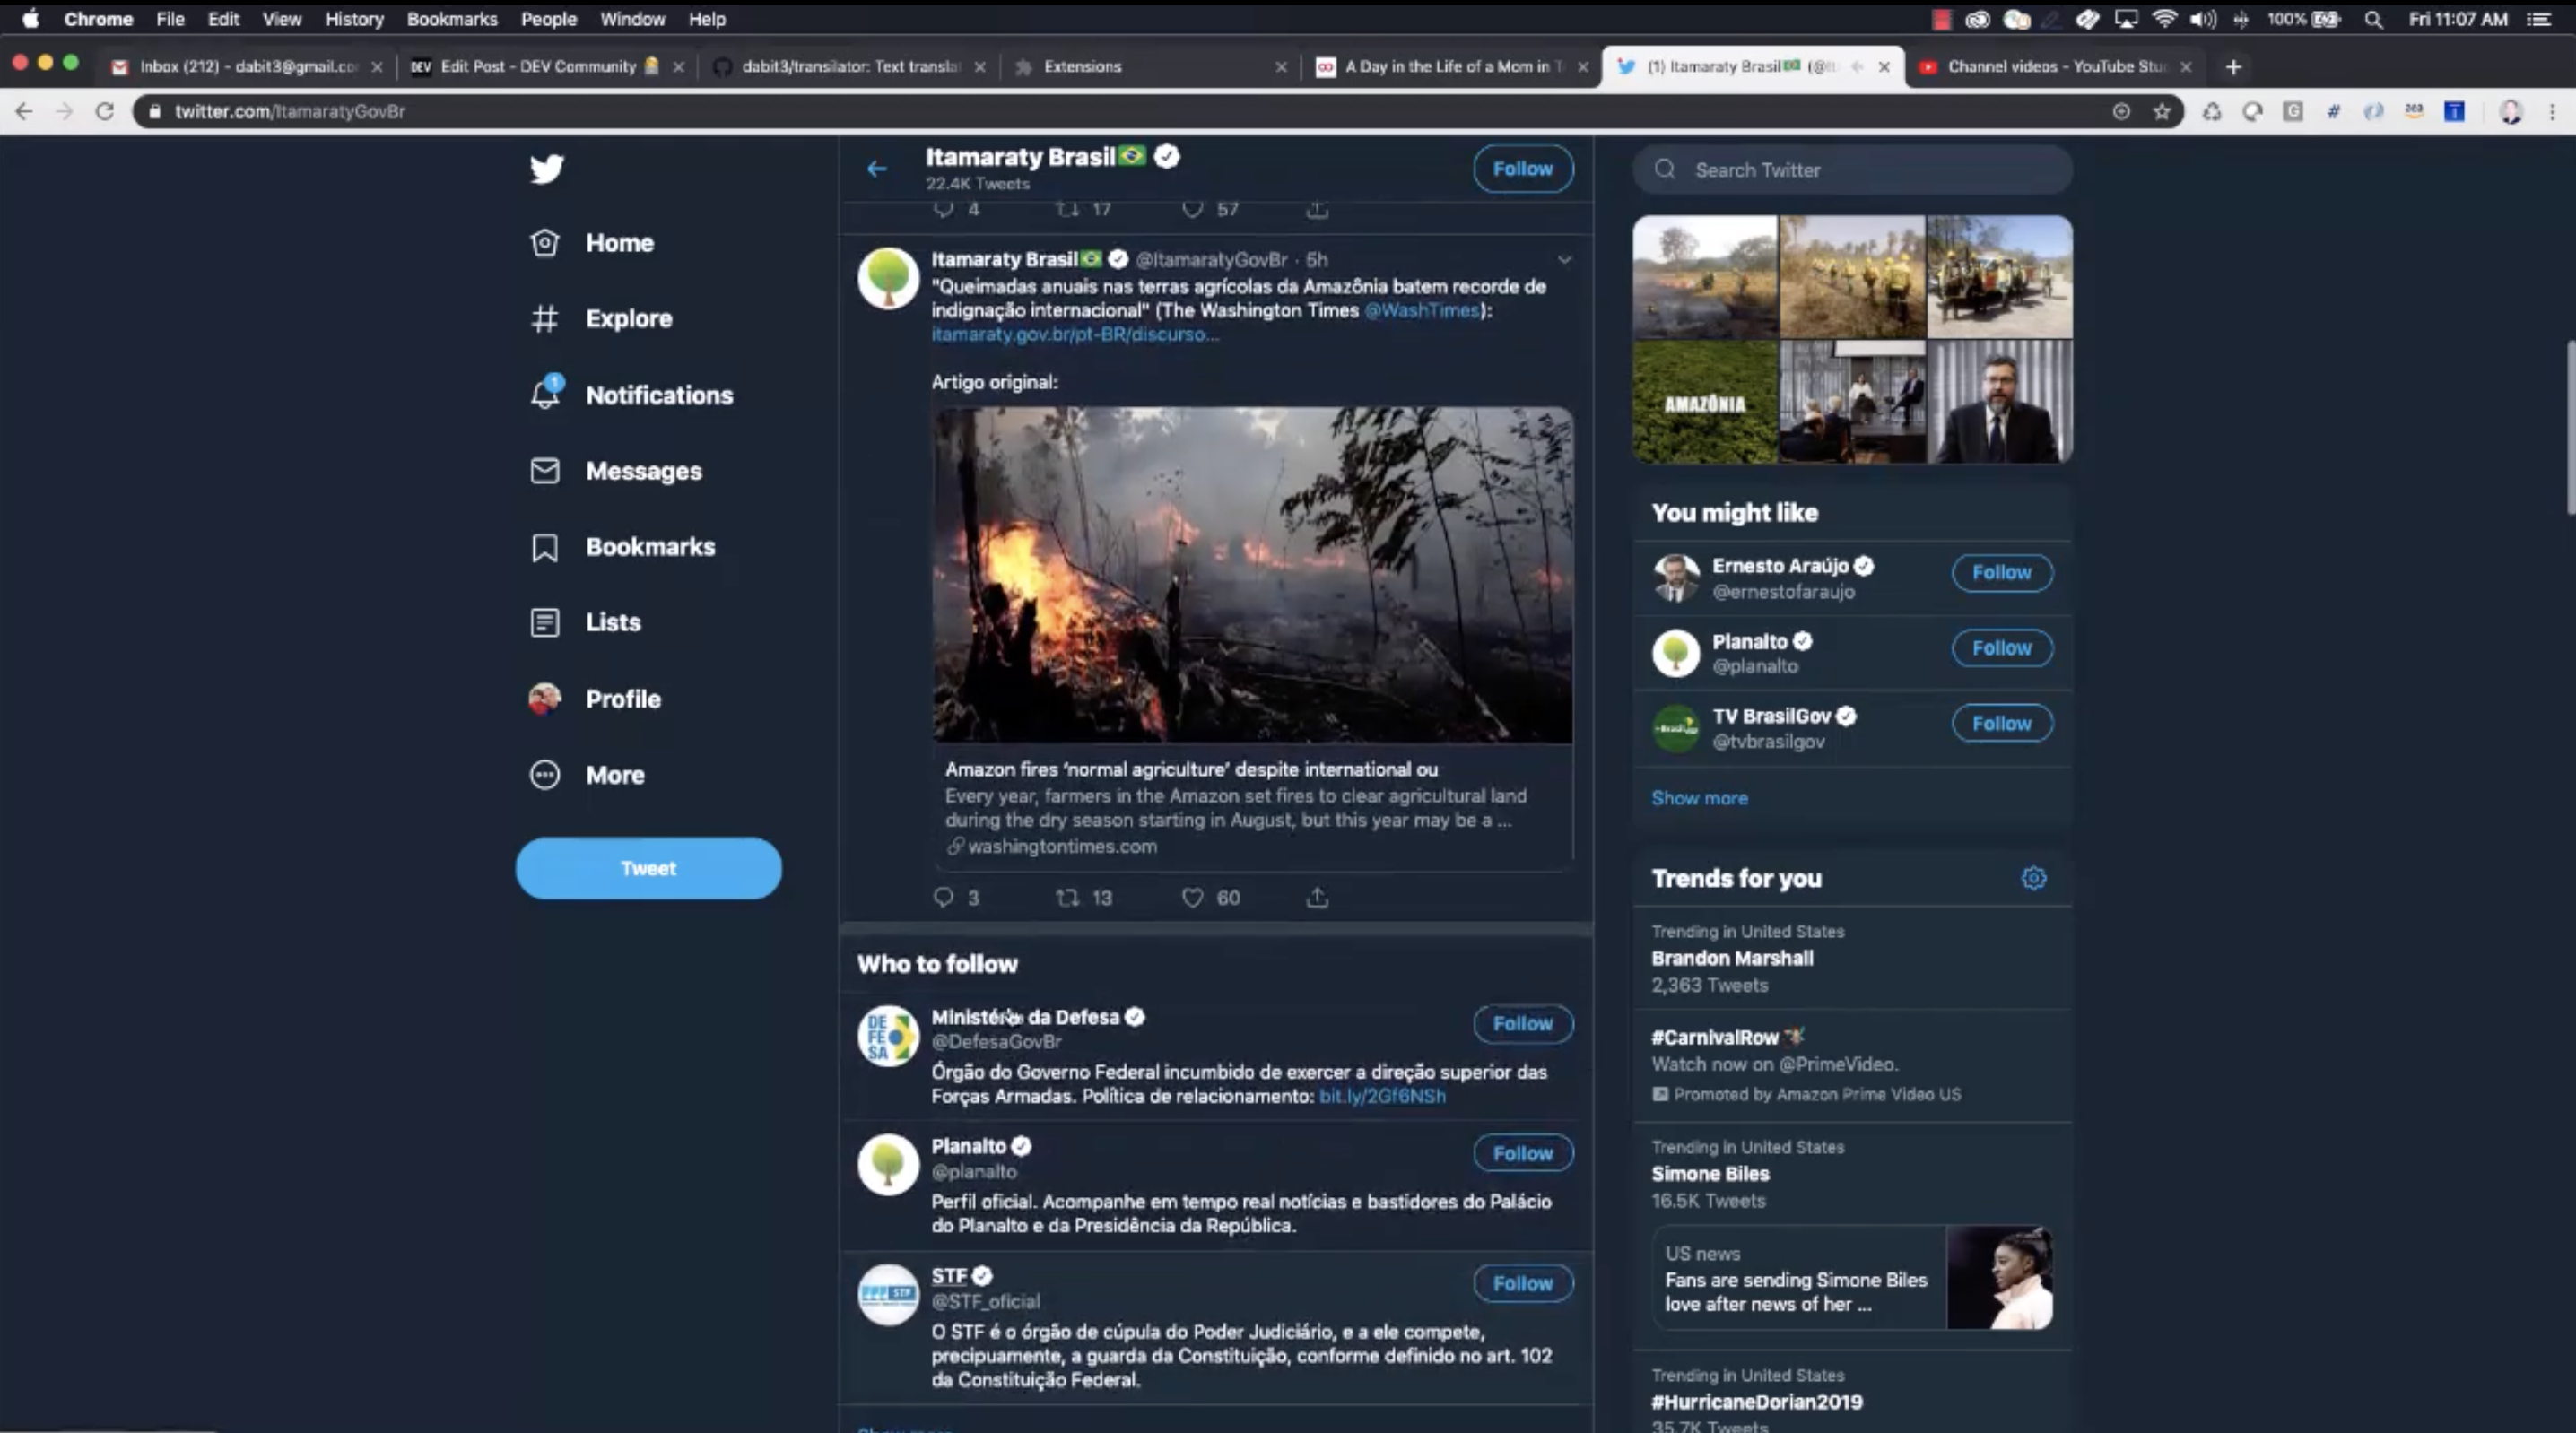 Chrome File Edit View History Bookmarks People Window Help
100%
Fri 11:07 AM
Inbox (212) - dabit3@gmail.co
DEV
Edit Post - DEV Community
dabit3/translator: Text transla
Extensions
A Day in the Life of a Mom in T
(1) Itamaraty Brasil
Channel videos - YouTube Stu
twitter.com/ItamaratyGovBr
Home
Explore
Notifications
1
Messages
Bookmarks
Lists
Profile
More
Tweet
Itamaraty Brasil
22.4K Tweets
Follow
4 17 57
Itamaraty Brasil @ItamaratyGovBr · 5h
"Queimadas anuais nas terras agrícolas da Amazônia batem recorde de
indignação internacional" (The Washington Times @WashTimes):
itamaraty.gov.br/pt-BR/discurso...
Artigo original:
Amazon fires 'normal agriculture' despite international ou
Every year, farmers in the Amazon set fires to clear agricultural land
during the dry season starting in August, but this year may be a ...
washingtontimes.com
3 13 60
Who to follow
Ministério da Defesa
@DefesaGovBr
Follow
Órgão do Governo Federal incumbido de exercer a direção superior das
Forças Armadas. Política de relacionamento: bit.ly/2Gf6NSh
DE
FE
SA
Planalto
@planalto
Follow
Perfil oficial. Acompanhe em tempo real notícias e bastidores do Palácio
do Planalto e da Presidência da República.
STF
@STF_oficial
Follow
STF
O STF é o órgão de cúpula do Poder Judiciário, e a ele compete,
precipuamente, a guarda da Constituição, conforme definido no art. 102
da Constituição Federal.
Show more
Search Twitter
AMAZÔNIA
You might like
Ernesto Araújo
@ernestofaraujo
Follow
Planalto
@planalto
Follow
TV BrasilGov
@tvbrasilgov
Follow
Show more
Trends for you
Trending in United States
Brandon Marshall
2,363 Tweets
#CarnivalRow
Watch now on @PrimeVideo.
Promoted by Amazon Prime Video US
Trending in United States
Simone Biles
16.5K Tweets
US news
Fans are sending Simone Biles
love after news of her ...
Trending in United States
#HurricaneDorian2019
35.7K Tweets